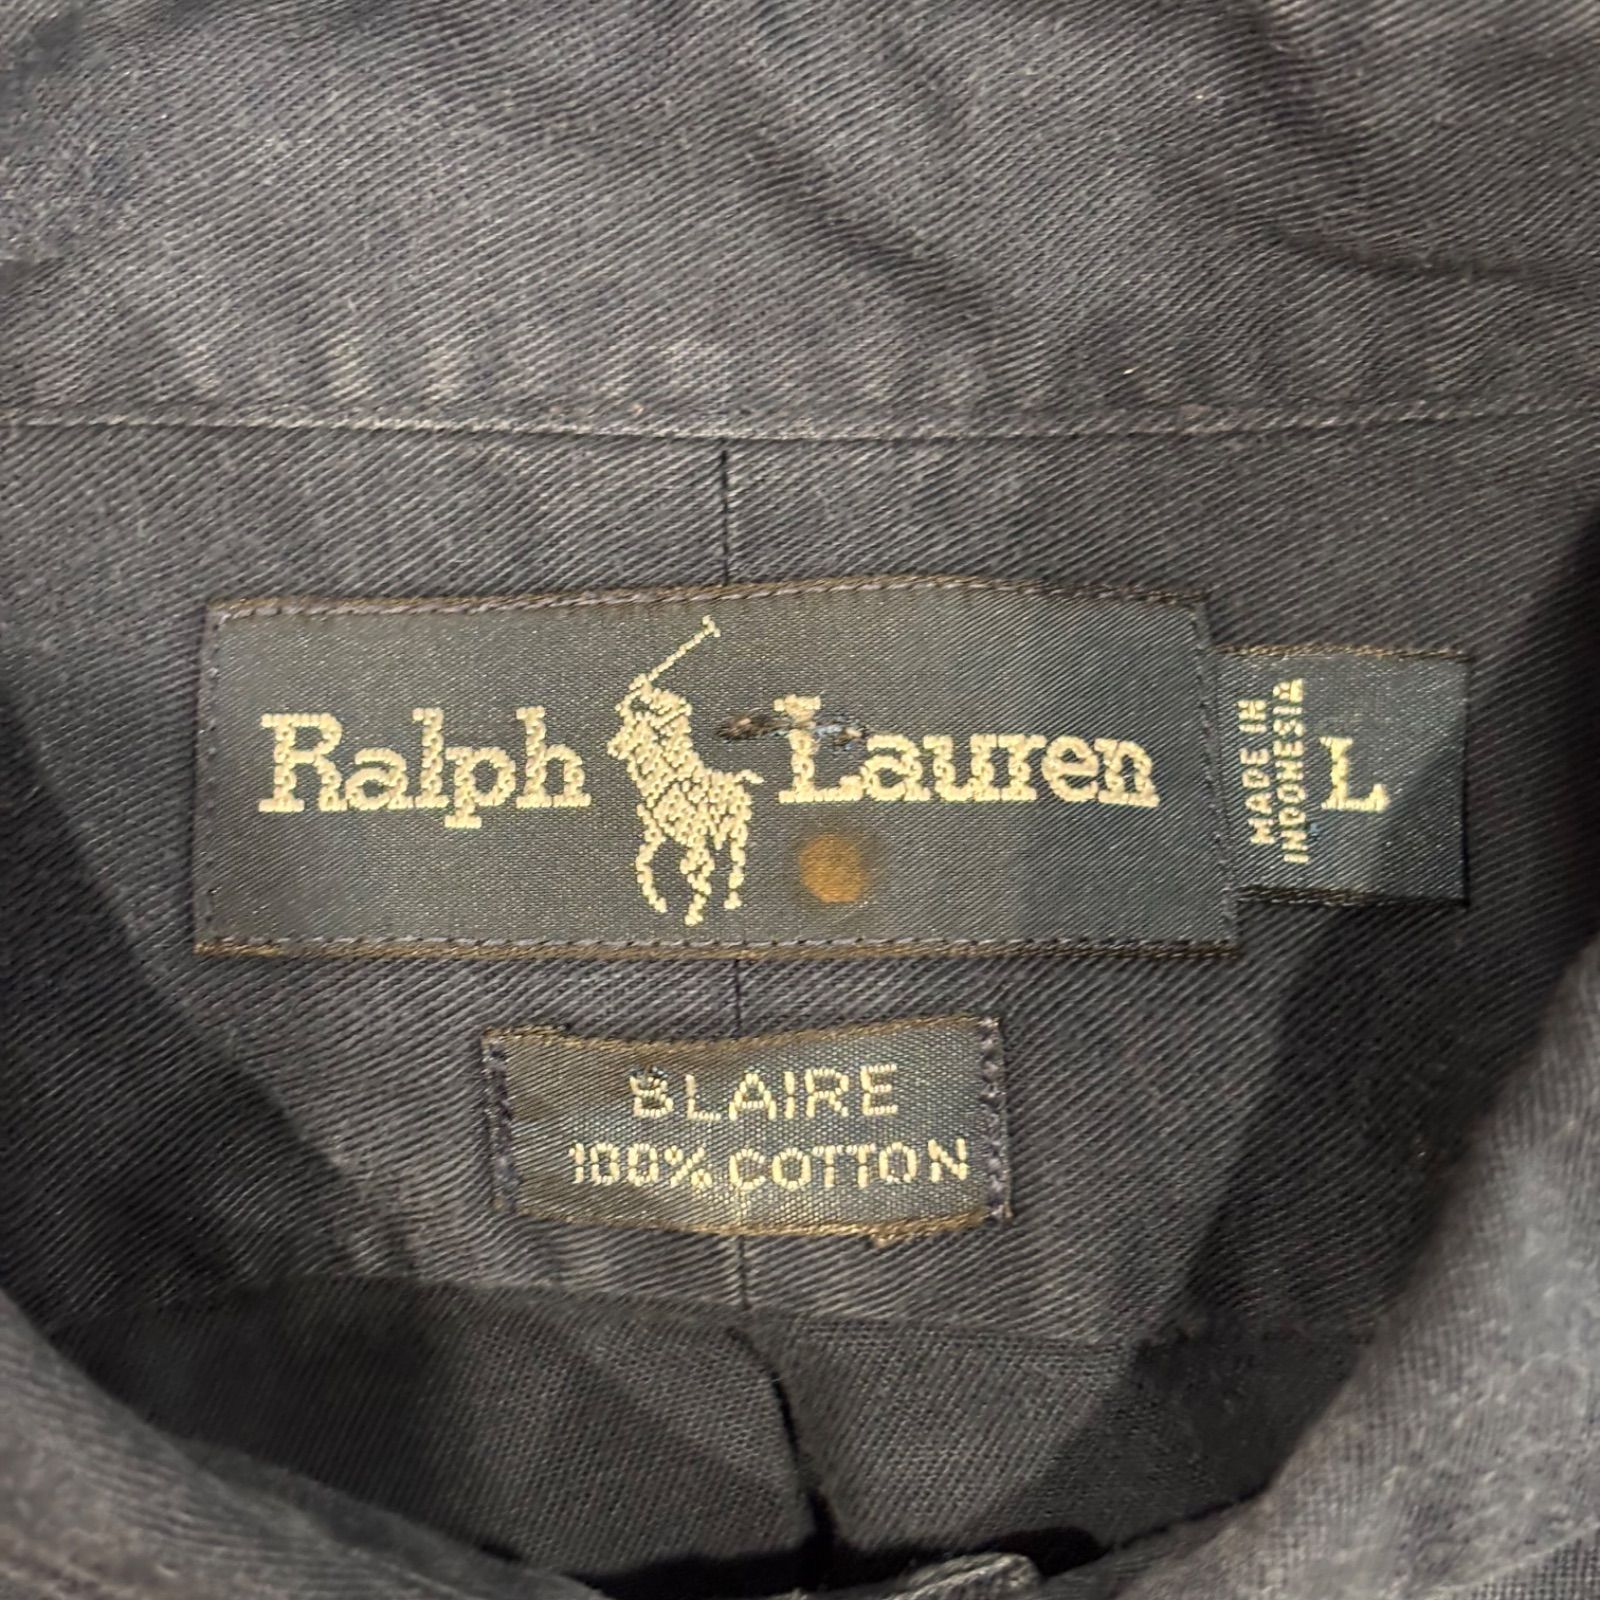 Ralph Lauren
MADE IN
INDONESIA
L
BLAIRE
100% COTTON